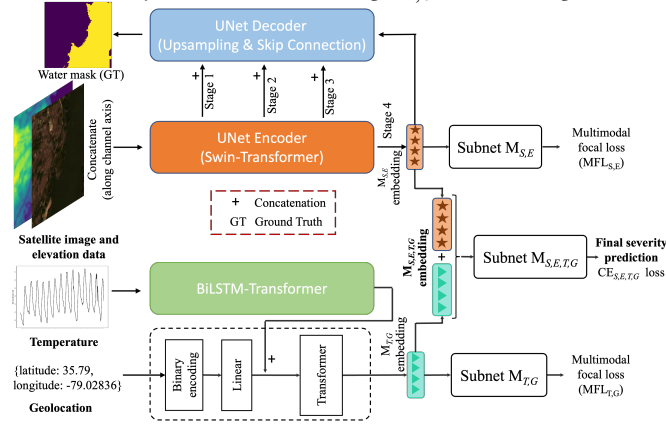 UNet Decoder
(Upsampling & Skip Connection)
Water mask (GT)
+
Stage 1
+
Stage 2
+
Stage 3
Concatenate
(along channel axis)
UNet Encoder
(Swin-Transformer)
Stage 4
M_{S,E}
embedding
Subnet M_{S,E}
Multimodal
focal loss
(MFL_{S,E})
+ Concatenation
GT Ground Truth
Satellite image and
elevation data
M_{S,E,T,G}
embedding
+
Subnet M_{S,E,T,G}
Final severity
prediction
CE_{S,E,T,G} loss
BiLSTM-Transformer
Temperature
{latitude: 35.79,
longitude: -79.02836}
Geolocation
Binary
encoding
Linear
+
Transformer
M_{T,G}
embedding
Subnet M_{T,G}
Multimodal
focal loss
(MFL_{T,G})